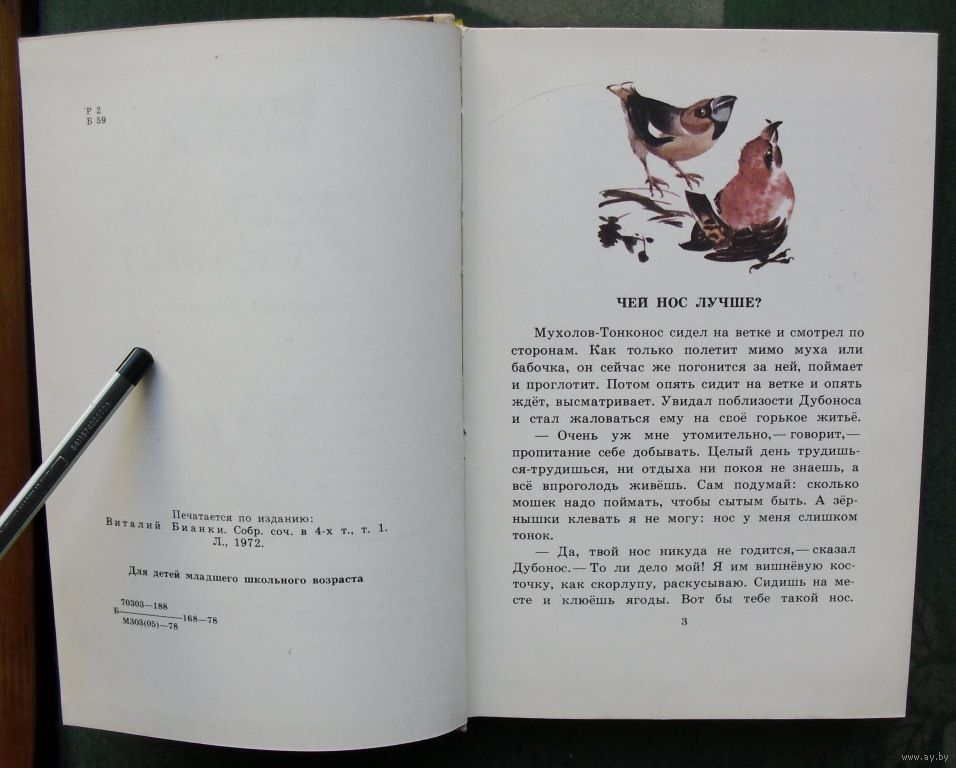 Р 2
Б 59
Печатается по изданию:
Виталий Бианки. Собр. соч. в 4-х т., т. 1.
Л., 1972.
Для детей младшего школьного возраста
70303—188
Б ———— 168—78
М303(05)—78
ЧЕЙ НОС ЛУЧШЕ?
Мухолов-Тонконос сидел на ветке и смотрел по
сторонам. Как только полетит мимо муха или
бабочка, он сейчас же погонится за ней, поймает
и проглотит. Потом опять сидит на ветке и опять
ждёт, высматривает. Увидал поблизости Дубоноса
и стал жаловаться ему на своё горькое житьё.
— Очень уж мне утомительно,— говорит,—
пропитание себе добывать. Целый день трудишь-
ся-трудишься, ни отдыха ни покоя не знаешь, а
всё впроголодь живёшь. Сам подумай: сколько
мошек надо поймать, чтобы сытым быть. А зёр-
нышки клевать я не могу: нос у меня слишком
тонок.
— Да, твой нос никуда не годится,— сказал
Дубонос.— То ли дело мой! Я им вишнёвую кос-
точку, как скорлупу, раскусываю. Сидишь на ме-
сте и клюёшь ягоды. Вот бы тебе такой нос.
3
www.ay.by